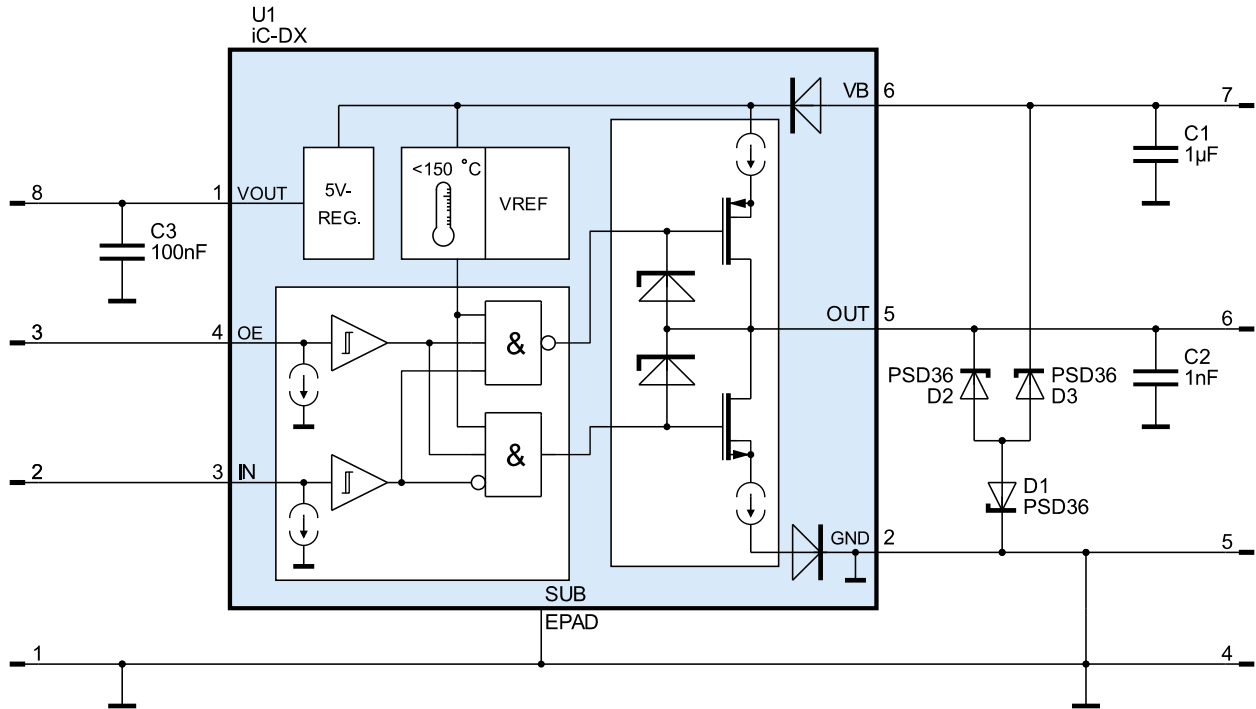 U1
iC-DX
VB
6
7
C1
1µF
<150 °C
5V-
REG.
VREF
8
1
VOUT
C3
100nF
OUT
5
6
3
4
OE
&
PSD36
D2
PSD36
D3
C2
1nF
&
2
3
IN
D1
PSD36
GND
2
5
SUB
EPAD
1
4